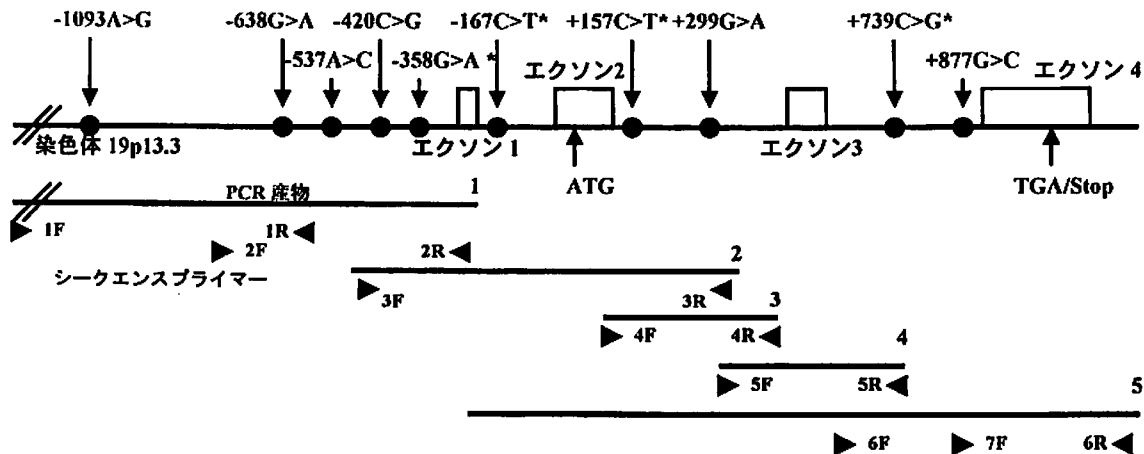 -1093A>G -638G>A -420C>G -167C>T* +157C>T* +299G>A +739C>G*
-537A>C -358G>A * エクソン2 +877G>C エクソン 4
染色体 19p13.3 エクソン 1 ATG エクソン3 TGA/Stop
PCR 産物 1
1F 2F 1R 2R 2
シークエンスプライマー
3F 3R 3
4F 4R 4
5F 5R 5
6F 7F 6R